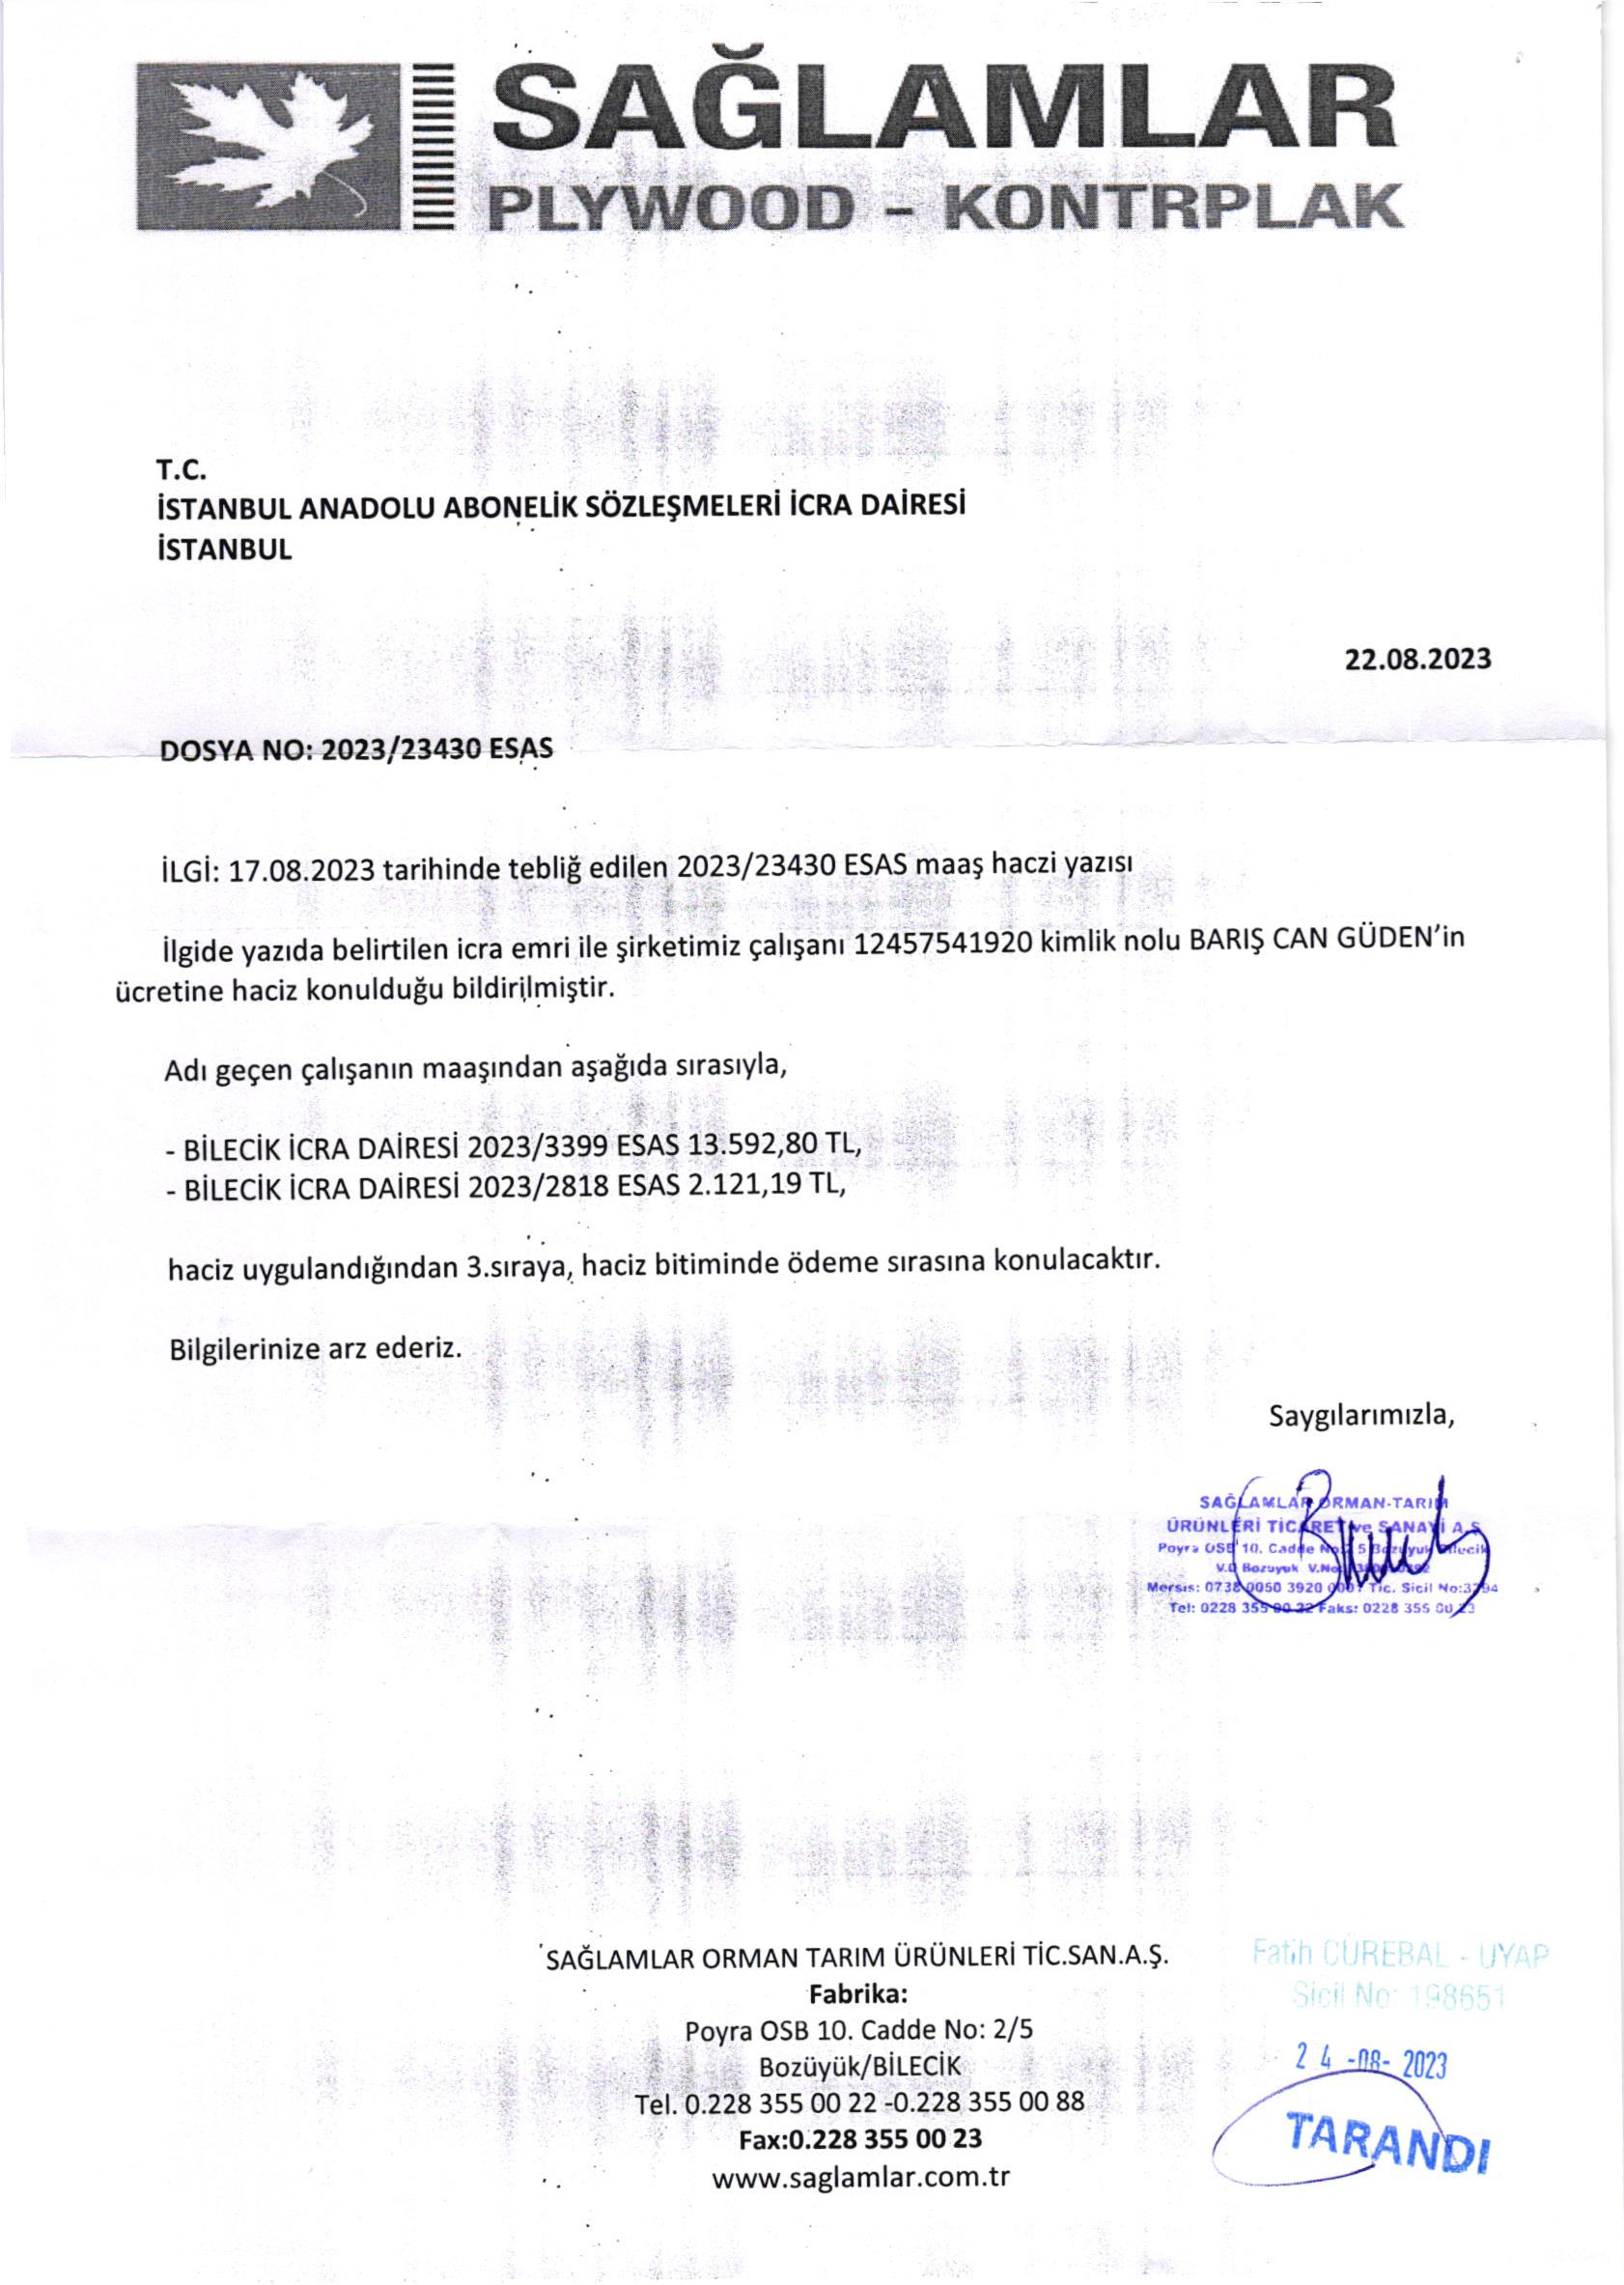 SAĞLAMLAR
PLYWOOD - KONTRPLAK
T.C.
İSTANBUL ANADOLU ABONELİK SÖZLEŞMELERİ İCRA DAİRESİ
İSTANBUL
22.08.2023
DOSYA NO: 2023/23430 ESAS
İLGİ: 17.08.2023 tarihinde tebliğ edilen 2023/23430 ESAS maaş haczi yazısı
İlgide yazıda belirtilen icra emri ile şirketimiz çalışanı 12457541920 kimlik nolu BARIŞ CAN GÜDEN’in
ücretine haciz konulduğu bildirilmiştir.
Adı geçen çalışanın maaşından aşağıda sırasıyla,
- BİLECİK İCRA DAİRESİ 2023/3399 ESAS 13.592,80 TL,
- BİLECİK İCRA DAİRESİ 2023/2818 ESAS 2.121,19 TL,
haciz uygulandığından 3.sıraya, haciz bitiminde ödeme sırasına konulacaktır.
Bilgilerinize arz ederiz.
Saygılarımızla,
SAĞLAMLAR ORMAN-TARIM
ÜRÜNLERİ TİCARET ve SANAYİ A.Ş
Poyra OSB 10. Cadde Bozüyük Bilecik
V.D Bozuyuk V.No
Mersis: 0738 0050 3920 Tic. Sicil No:3294
Tel: 0228 355 00 22 Faks: 0228 355 00 23
SAĞLAMLAR ORMAN TARIM ÜRÜNLERİ TİC.SAN.A.Ş.
Fabrika:
Poyra OSB 10. Cadde No: 2/5
Bozüyük/BİLECİK
Tel. 0.228 355 00 22 -0.228 355 00 88
Fax:0.228 355 00 23
www.saglamlar.com.tr
Fatih CÜREBAL - UYAP
Sicil No: 198651
24 -08- 2023
TARANDI